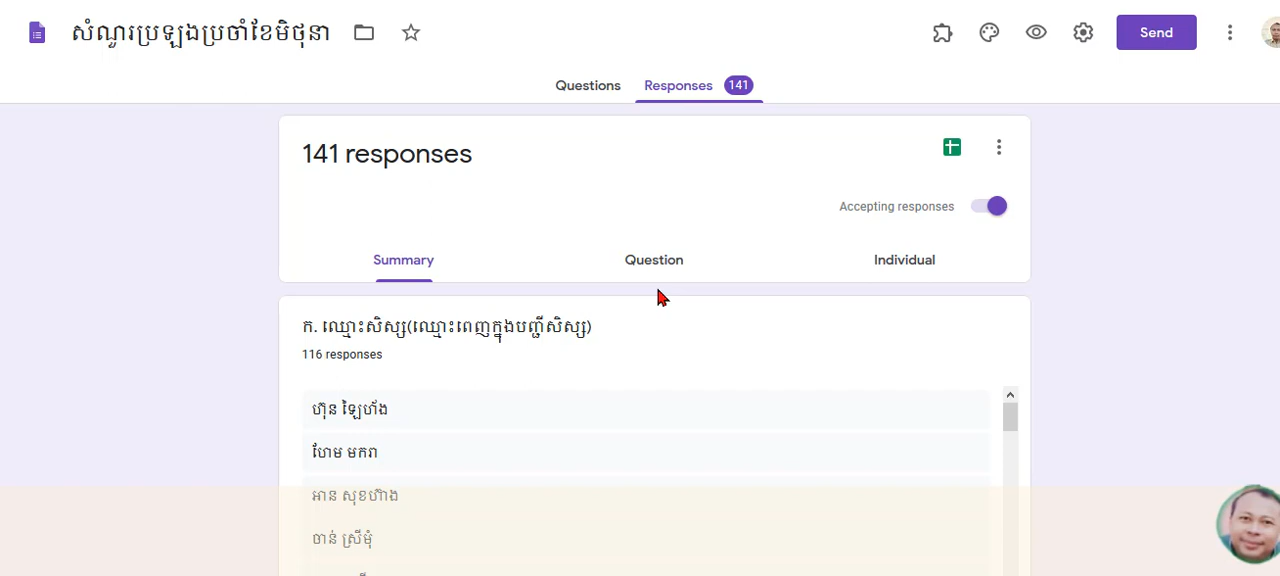 សំណួរប្រឡងប្រចាំខែមិថុនា
Send
Questions
Responses 141
141 responses
Accepting responses
Summary
Question
Individual
ក. ឈ្មោះសិស្ស(ឈ្មោះពេញក្នុងបញ្ជីសិស្ស)
116 responses
ហ៊ុន ឡៃហ័ង
ហែម មករា
អាន សុខហ៊ាង
ចាន់ ស្រីមុំ